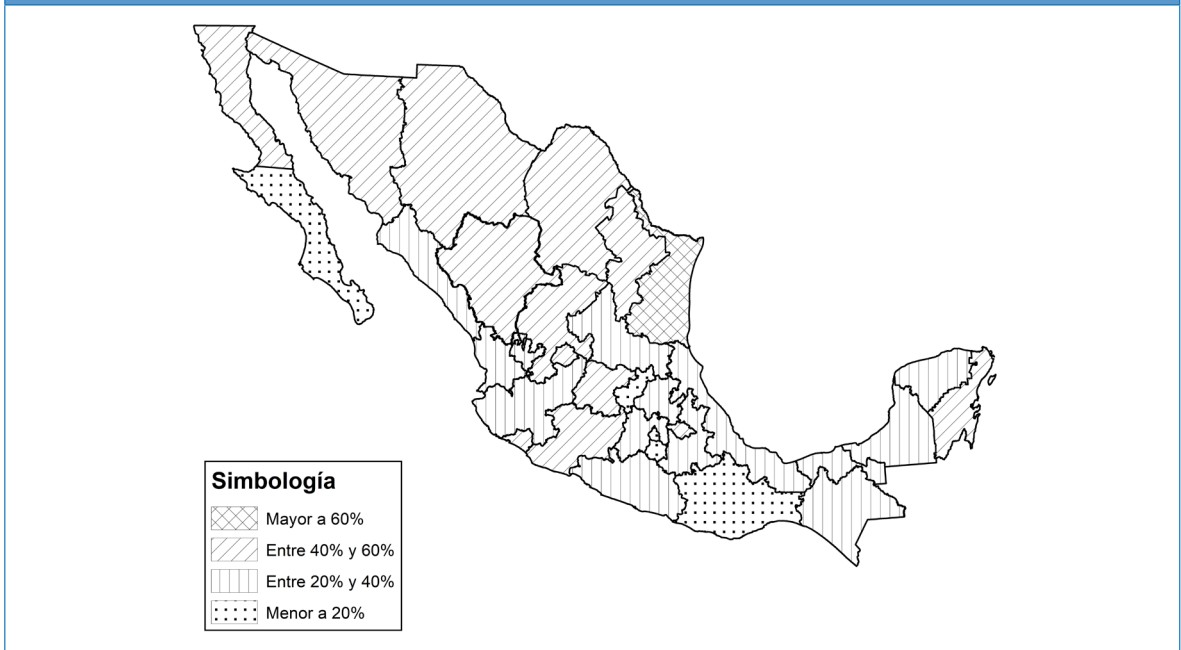 Simbología
Mayor a 60%
Entre 40% y 60%
Entre 20% y 40%
Menor a 20%